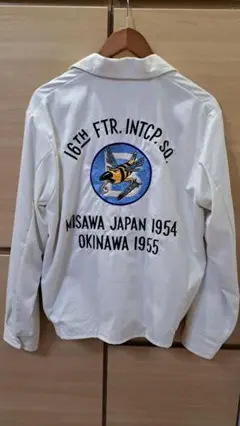 16TH FTR. INTCP. SQ.
MISAWA JAPAN 1954
OKINAWA 1955